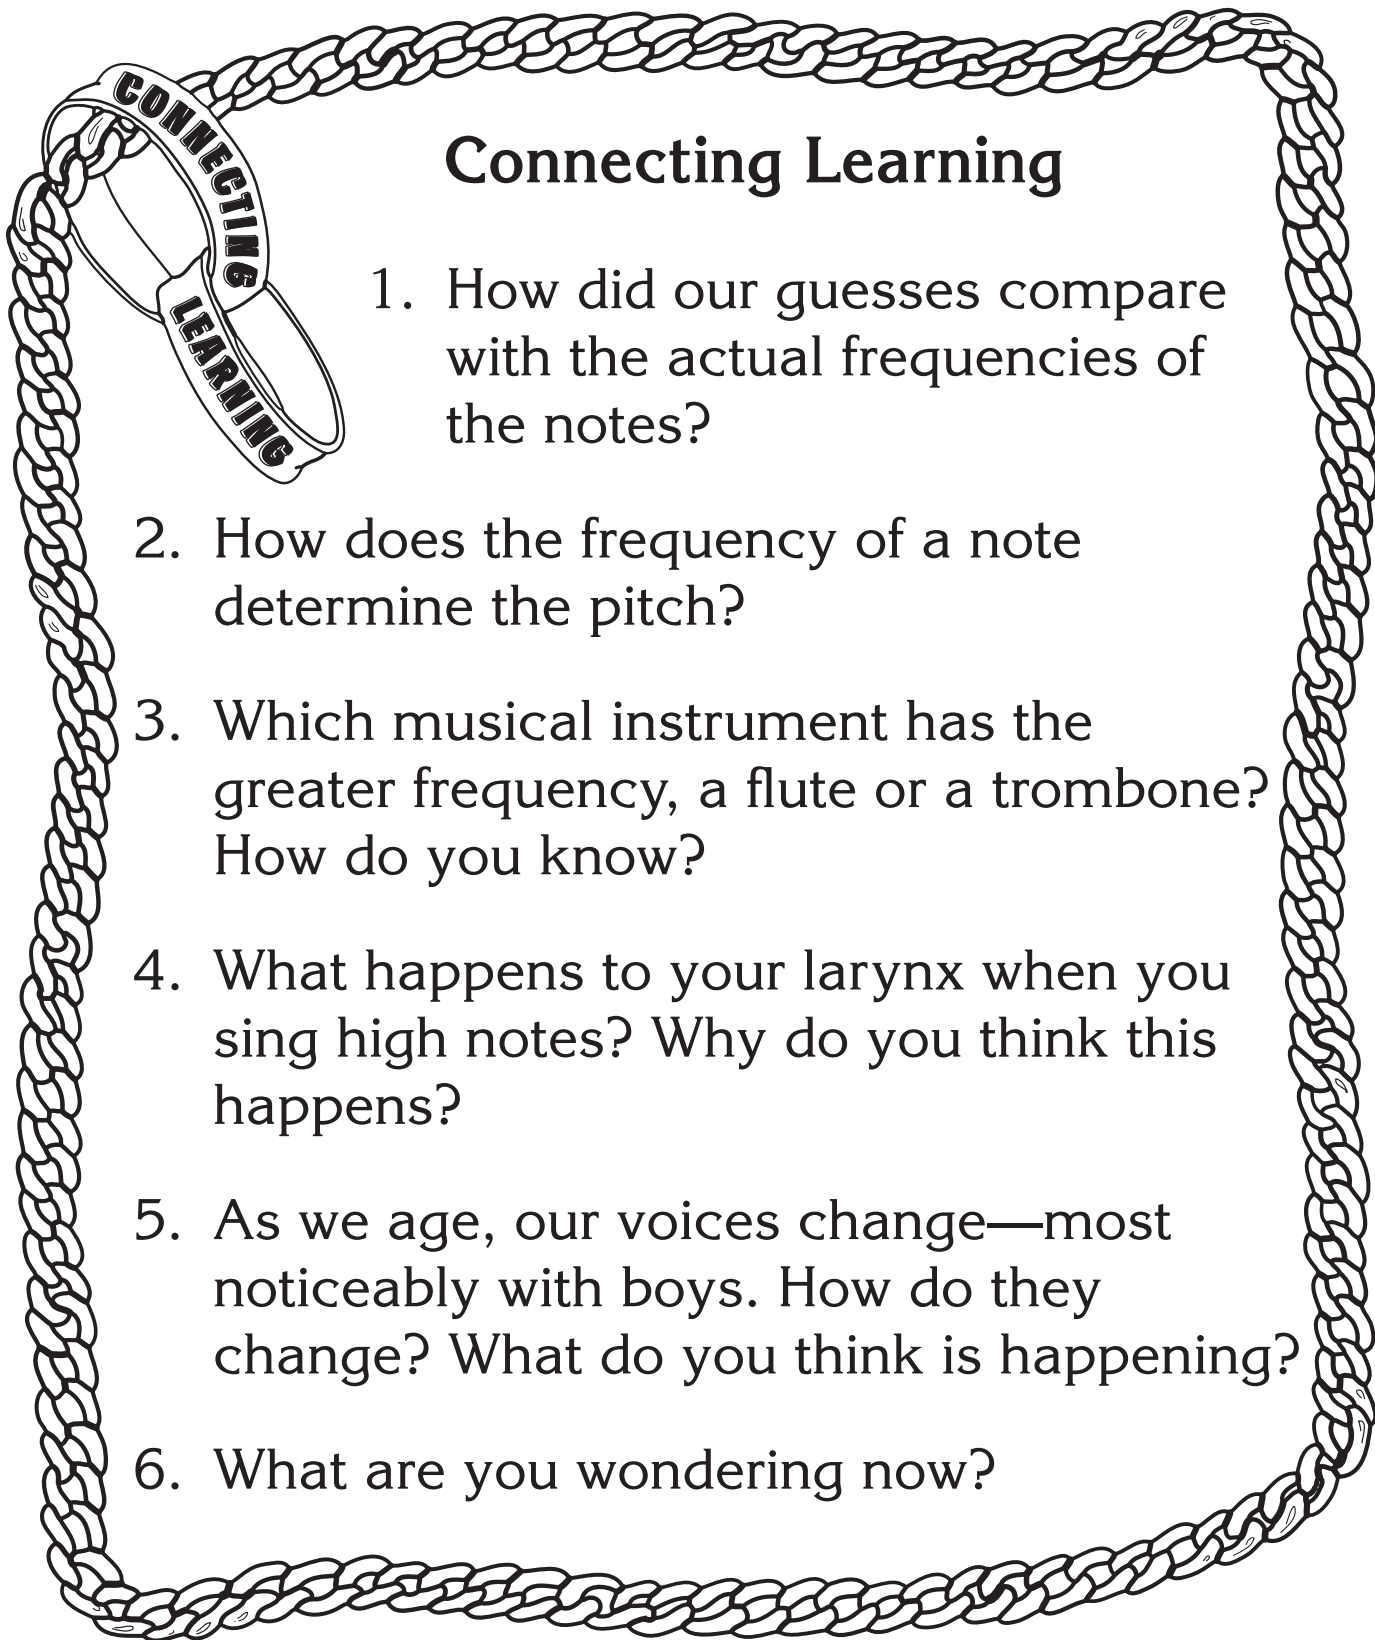 CONNECTING
LEARNING
Connecting Learning
1. How did our guesses compare
with the actual frequencies of
the notes?
2. How does the frequency of a note
determine the pitch?
3. Which musical instrument has the
greater frequency, a flute or a trombone?
How do you know?
4. What happens to your larynx when you
sing high notes? Why do you think this
happens?
5. As we age, our voices change—most
noticeably with boys. How do they
change? What do you think is happening?
6. What are you wondering now?